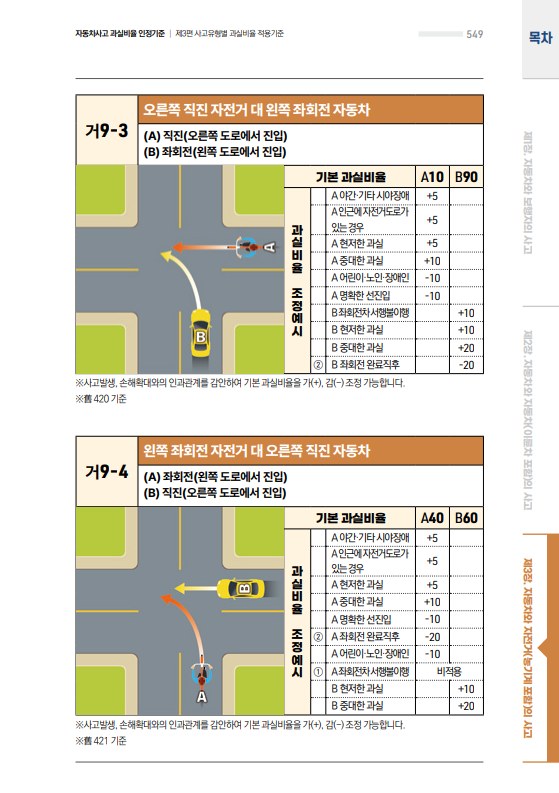 자동차사고 과실비율 인정기준 | 제3편 사고유형별 과실비율 적용기준
549
목차
제1장. 자동차와 보행자의 사고
제2장. 자동차와 자동차(이륜차 포함)의 사고
제3장. 자동차와 자전거(농기계 포함)의 사고
거9-3
오른쪽 직진 자전거 대 왼쪽 좌회전 자동차
(A) 직진(오른쪽 도로에서 진입)
(B) 좌회전(왼쪽 도로에서 진입)
A
B
과실비율 조정예시
기본 과실비율 A10 B90
A 야간·기타 시야장애 +5
A 인근에 자전거도로가
있는 경우 +5
A 현저한 과실 +5
A 중대한 과실 +10
A 어린이·노인·장애인 -10
A 명확한 선진입 -10
B 좌회전차 서행불이행 +10
B 현저한 과실 +10
B 중대한 과실 +20
② B 좌회전 완료직후 -20
※사고발생, 손해확대와의 인과관계를 감안하여 기본 과실비율을 가(+), 감(-) 조정 가능합니다.
※舊 420 기준
거9-4
왼쪽 좌회전 자전거 대 오른쪽 직진 자동차
(A) 좌회전(왼쪽 도로에서 진입)
(B) 직진(오른쪽 도로에서 진입)
B
A
과실비율 조정예시
기본 과실비율 A40 B60
A 야간·기타 시야장애 +5
A 인근에 자전거도로가
있는 경우 +5
A 현저한 과실 +5
A 중대한 과실 +10
A 명확한 선진입 -10
② A 좌회전 완료직후 -20
A 어린이·노인·장애인 -10
① A 좌회전차 서행불이행 비적용
B 현저한 과실 +10
B 중대한 과실 +20
※사고발생, 손해확대와의 인과관계를 감안하여 기본 과실비율을 가(+), 감(-) 조정 가능합니다.
※舊 421 기준